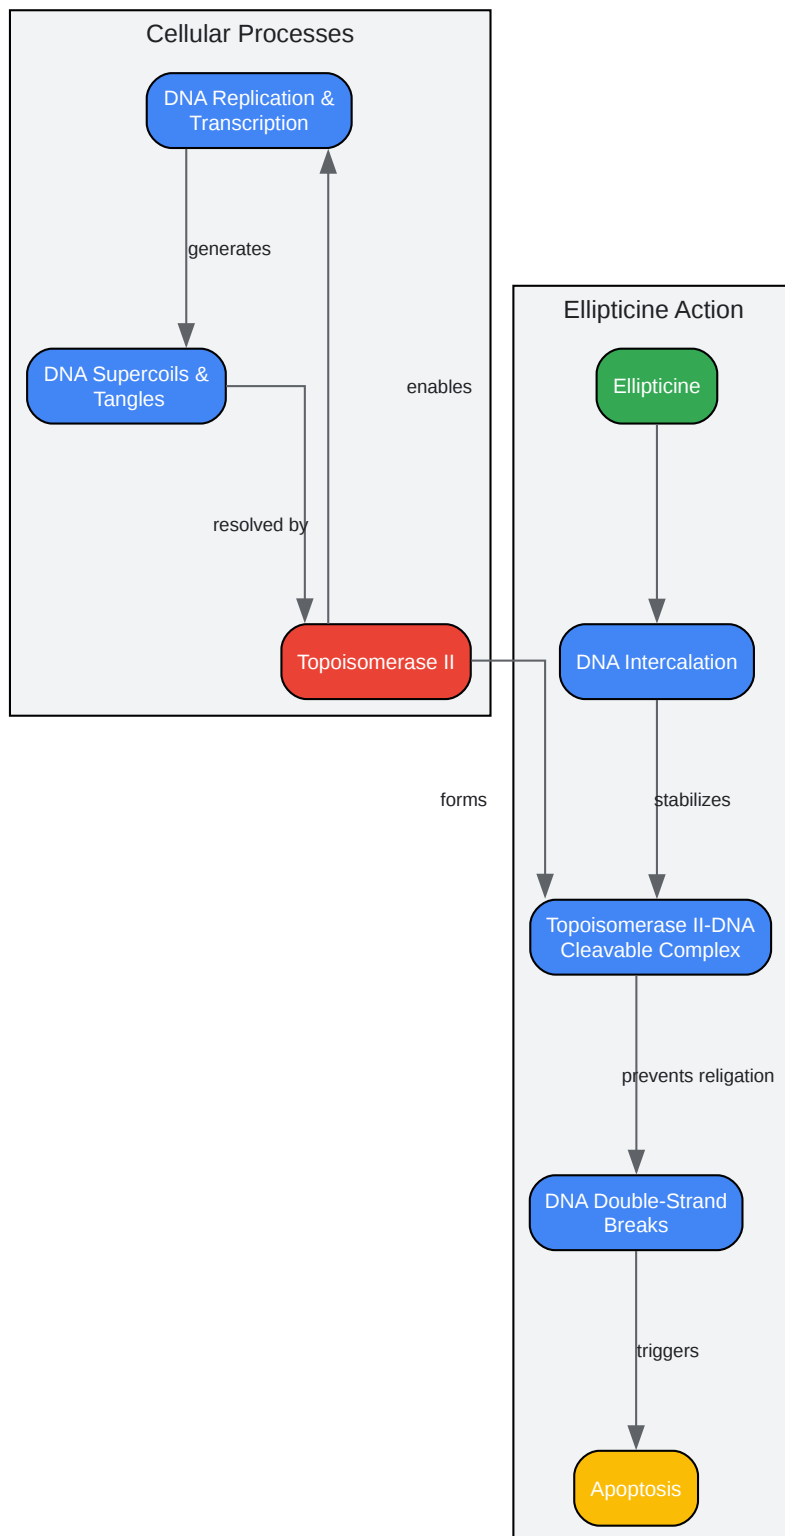 Cellular Processes
DNA Replication &
Transcription
generates
DNA Supercoils &
Tangles
enables
resolved by
Topoisomerase II
forms
Ellipticine Action
Ellipticine
DNA Intercalation
stabilizes
Topoisomerase II-DNA
Cleavable Complex
prevents religation
DNA Double-Strand
Breaks
triggers
Apoptosis